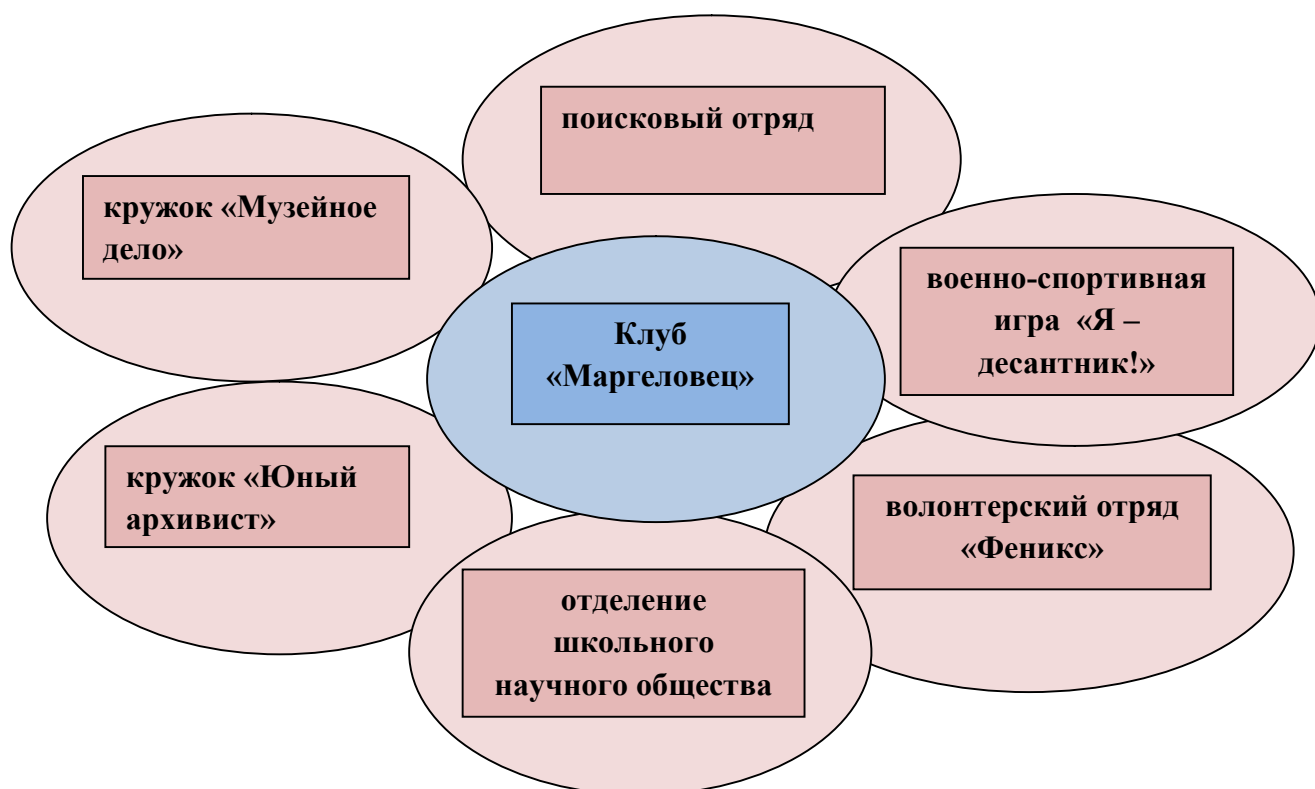 поисковый отряд
кружок «Музейное
дело»
военно-спортивная
игра «Я –
десантник!»
Клуб
«Маргеловец»
кружок «Юный
архивист»
волонтерский отряд
«Феникс»
отделение
школьного
научного общества